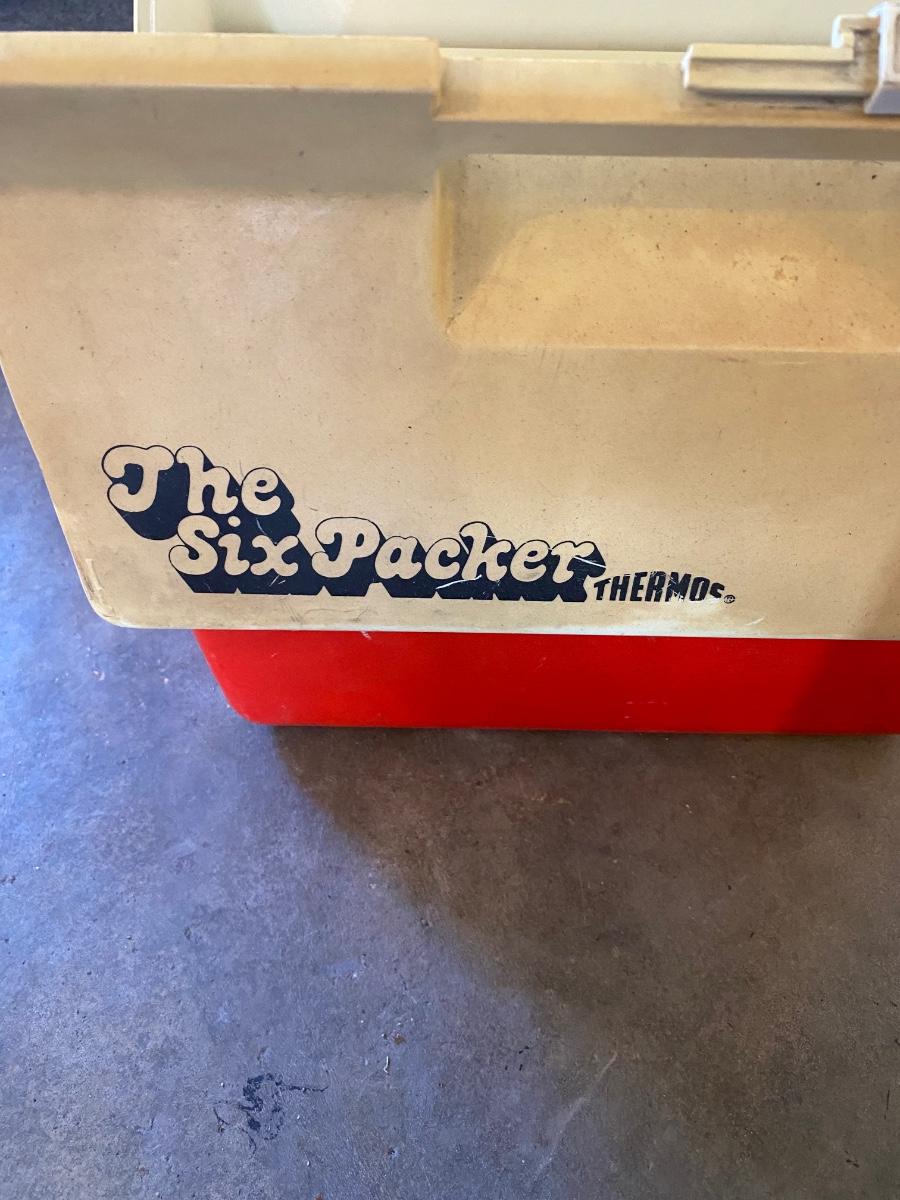 The
Six Packer
THERMOS®